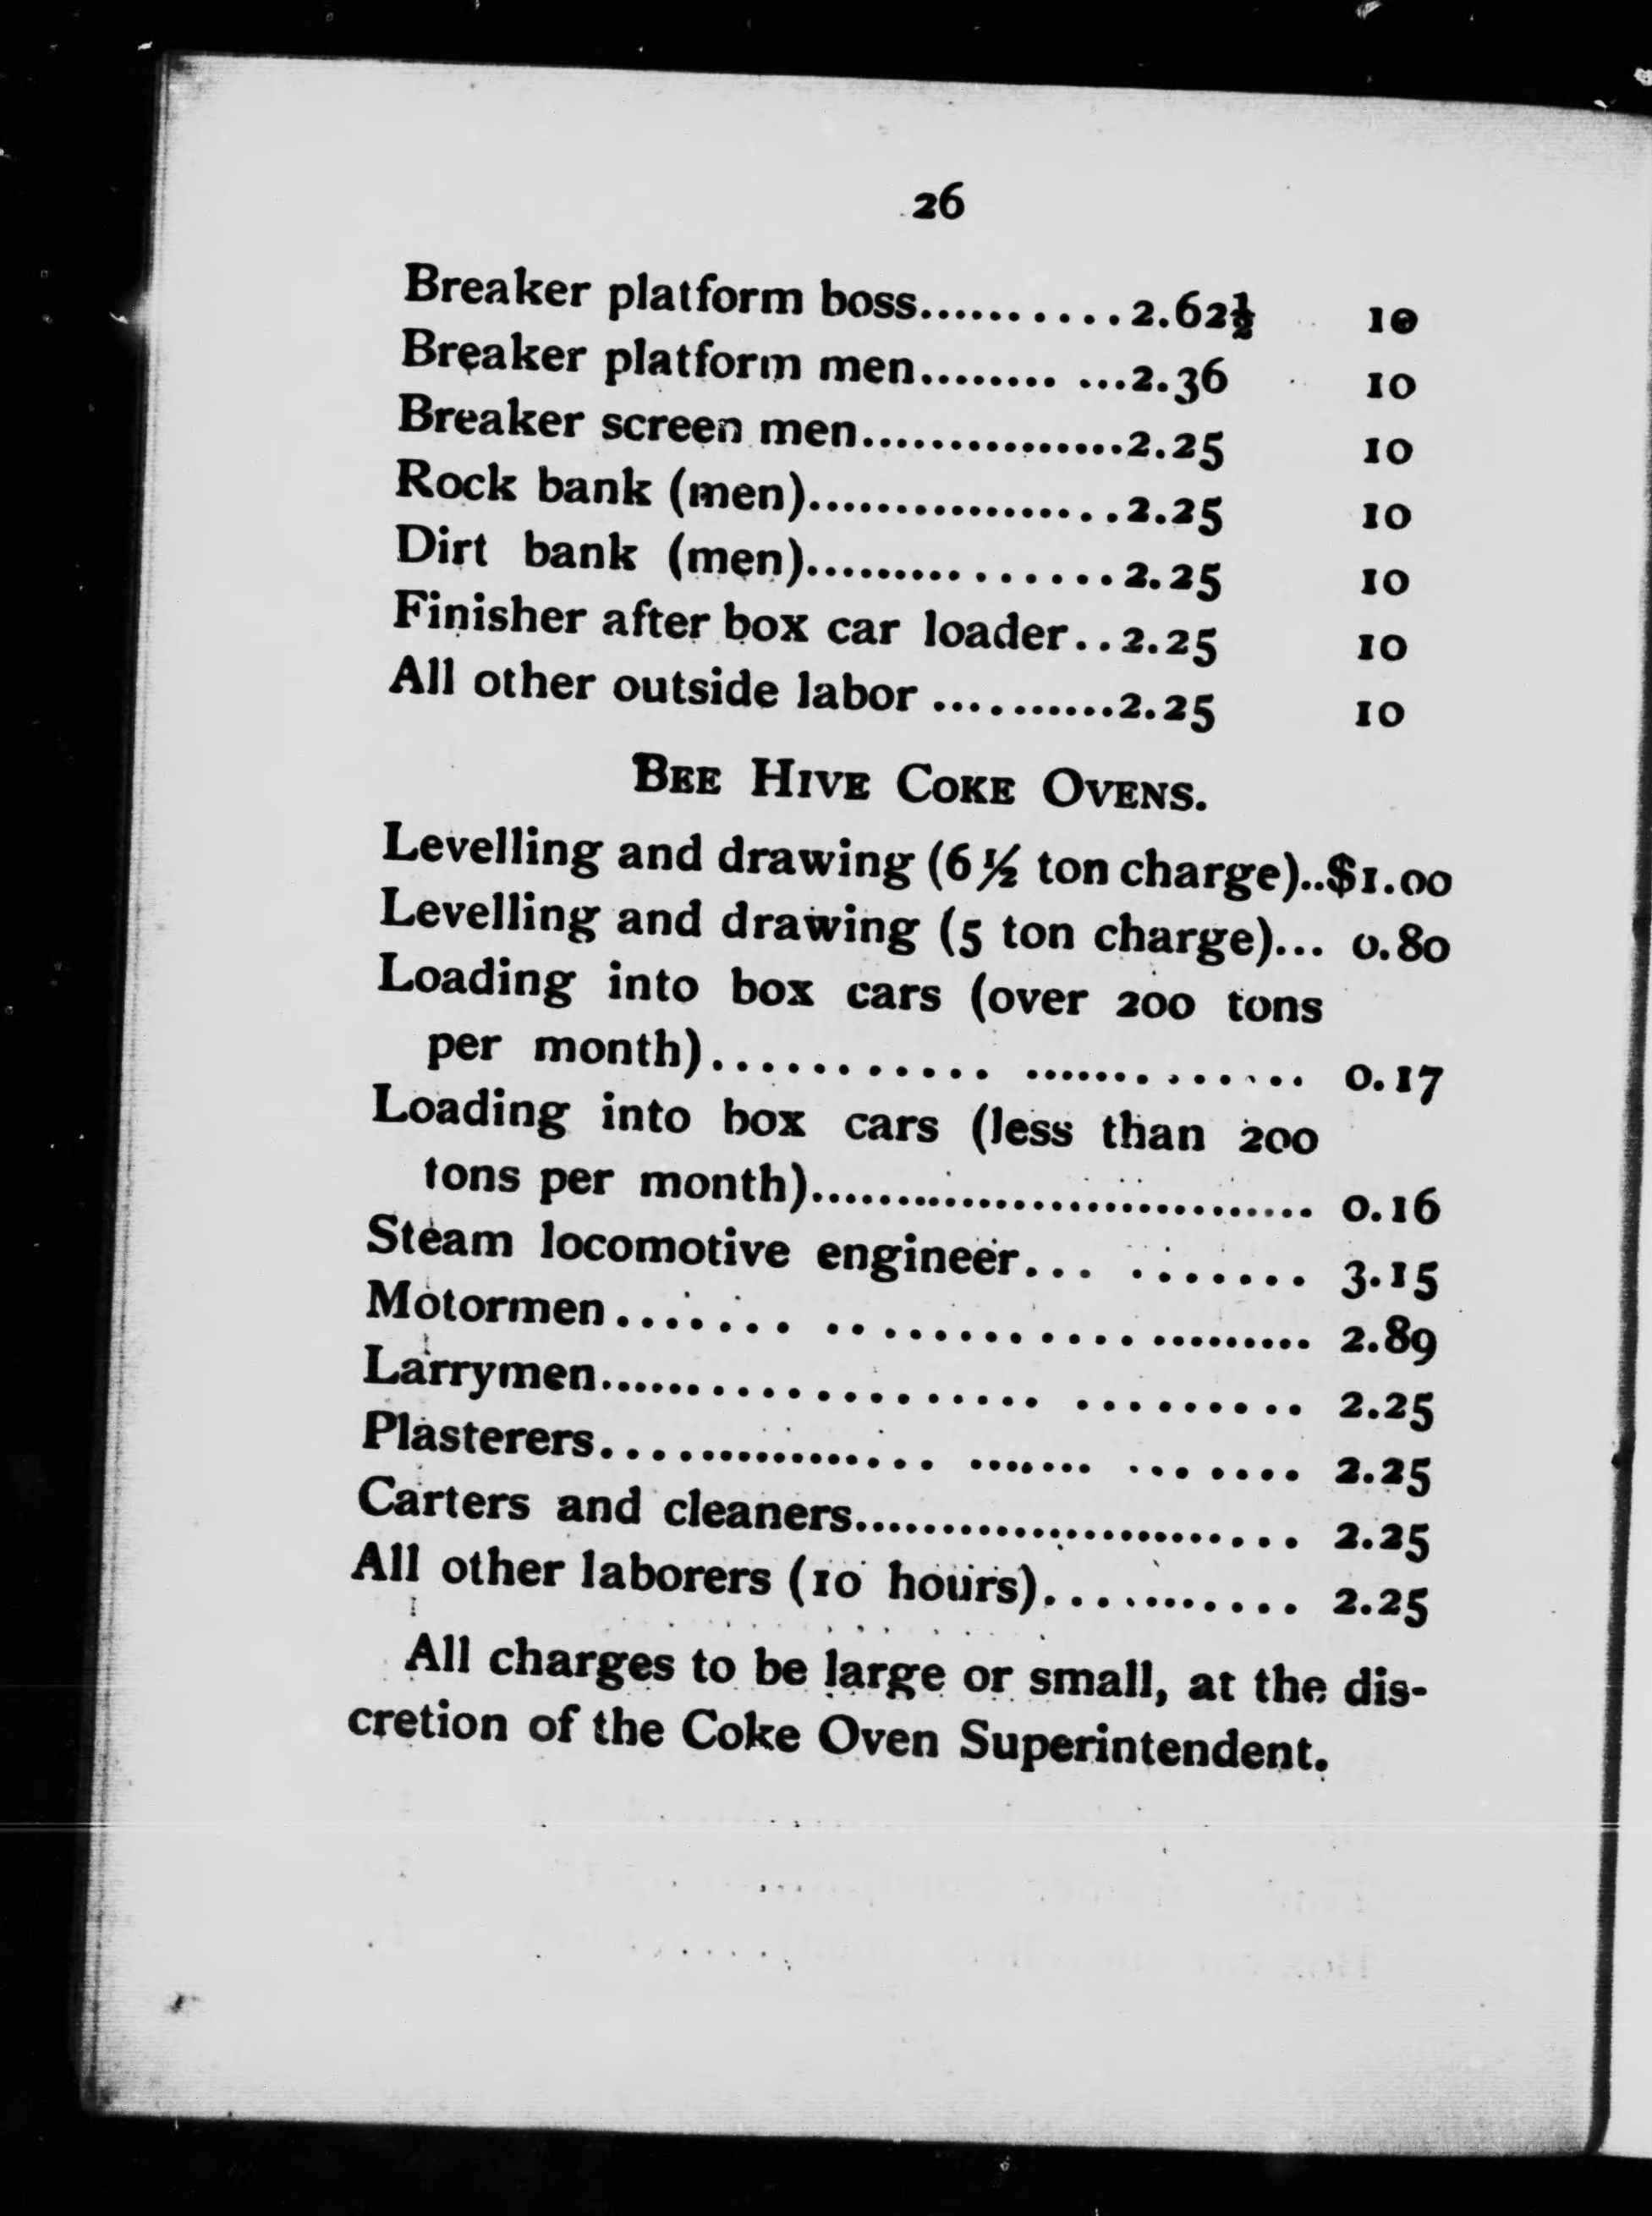 26
Breaker platform boss..........2.62½ 10
Breaker platform men........ ...2.36 10
Breaker screen men................2.25 10
Rock bank (men)..................2.25 10
Dirt bank (men)................2.25 10
Finisher after box car loader..2.25 10
All other outside labor ...........2.25 10
BEE HIVE COKE OVENS.
Levelling and drawing (6½ ton charge)..$1.00
Levelling and drawing (5 ton charge)... 0.80
Loading into box cars (over 200 tons
per month)............ ............. 0.17
Loading into box cars (less than 200
tons per month).............................. 0.16
Steam locomotive engineer... ....... 3.15
Motormen....... .. .................... 2.89
Larrymen................... ......... 2.25
Plasterers.................. ....... ....... 2.25
Carters and cleaners.......................... 2.25
All other laborers (10 hours)............. 2.25
All charges to be large or small, at the dis-
cretion of the Coke Oven Superintendent.